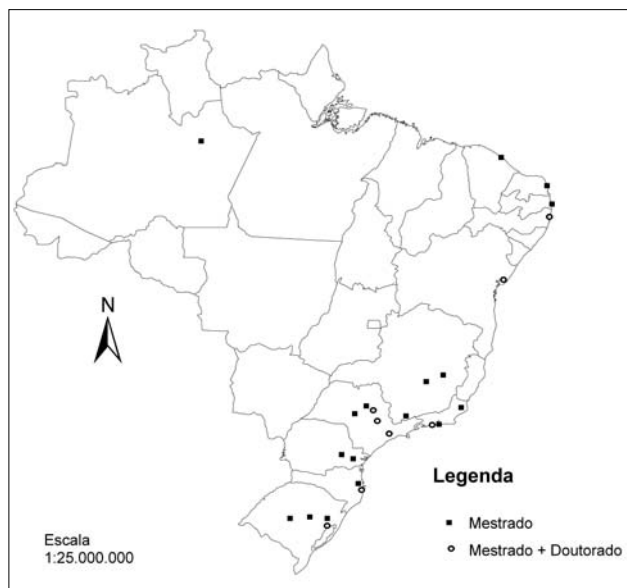 N
Legenda
Mestrado
Mestrado + Doutorado
Escala
1:25.000.000